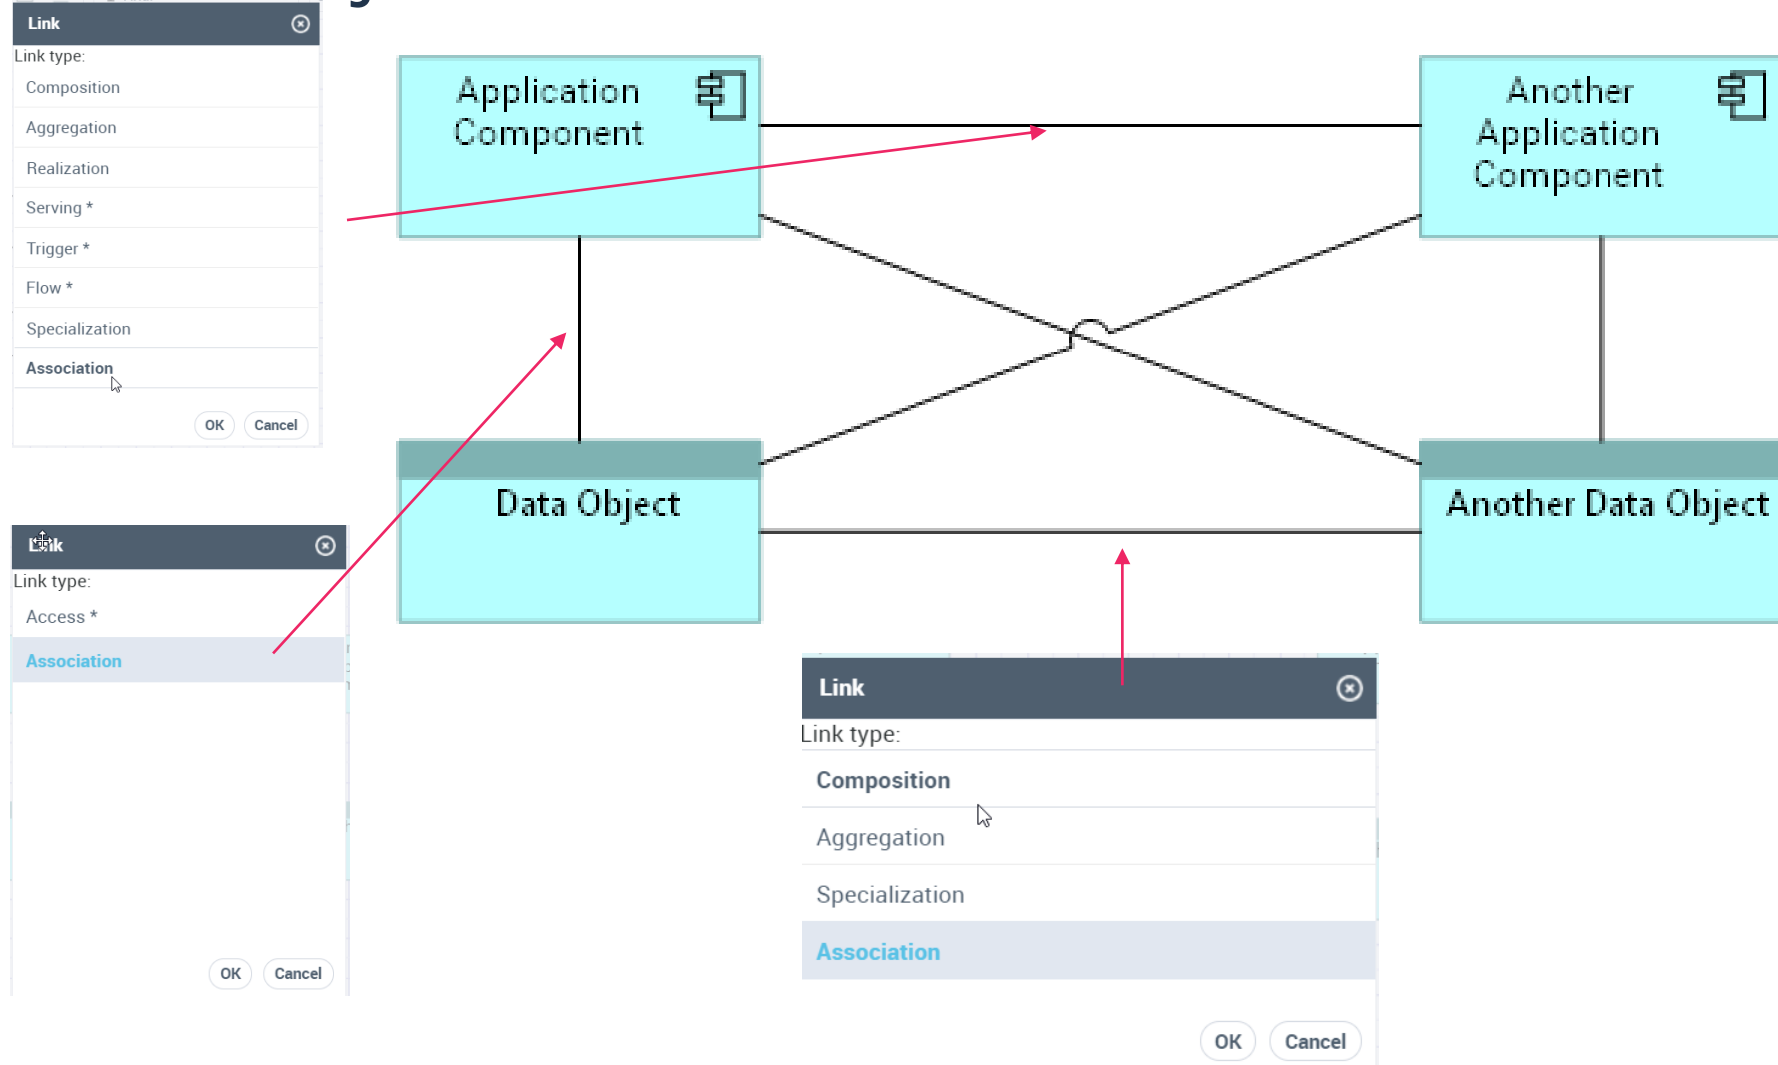 Link
Link type:
Composition
Aggregation
Realization
Serving *
Trigger *
Flow *
Specialization
Association
OK
Cancel
Application
Component
Another
Application
Component
Data Object
Another Data Object
Link
Link type:
Access *
Association
OK
Cancel
Link
Link type:
Composition
Aggregation
Specialization
Association
OK
Cancel